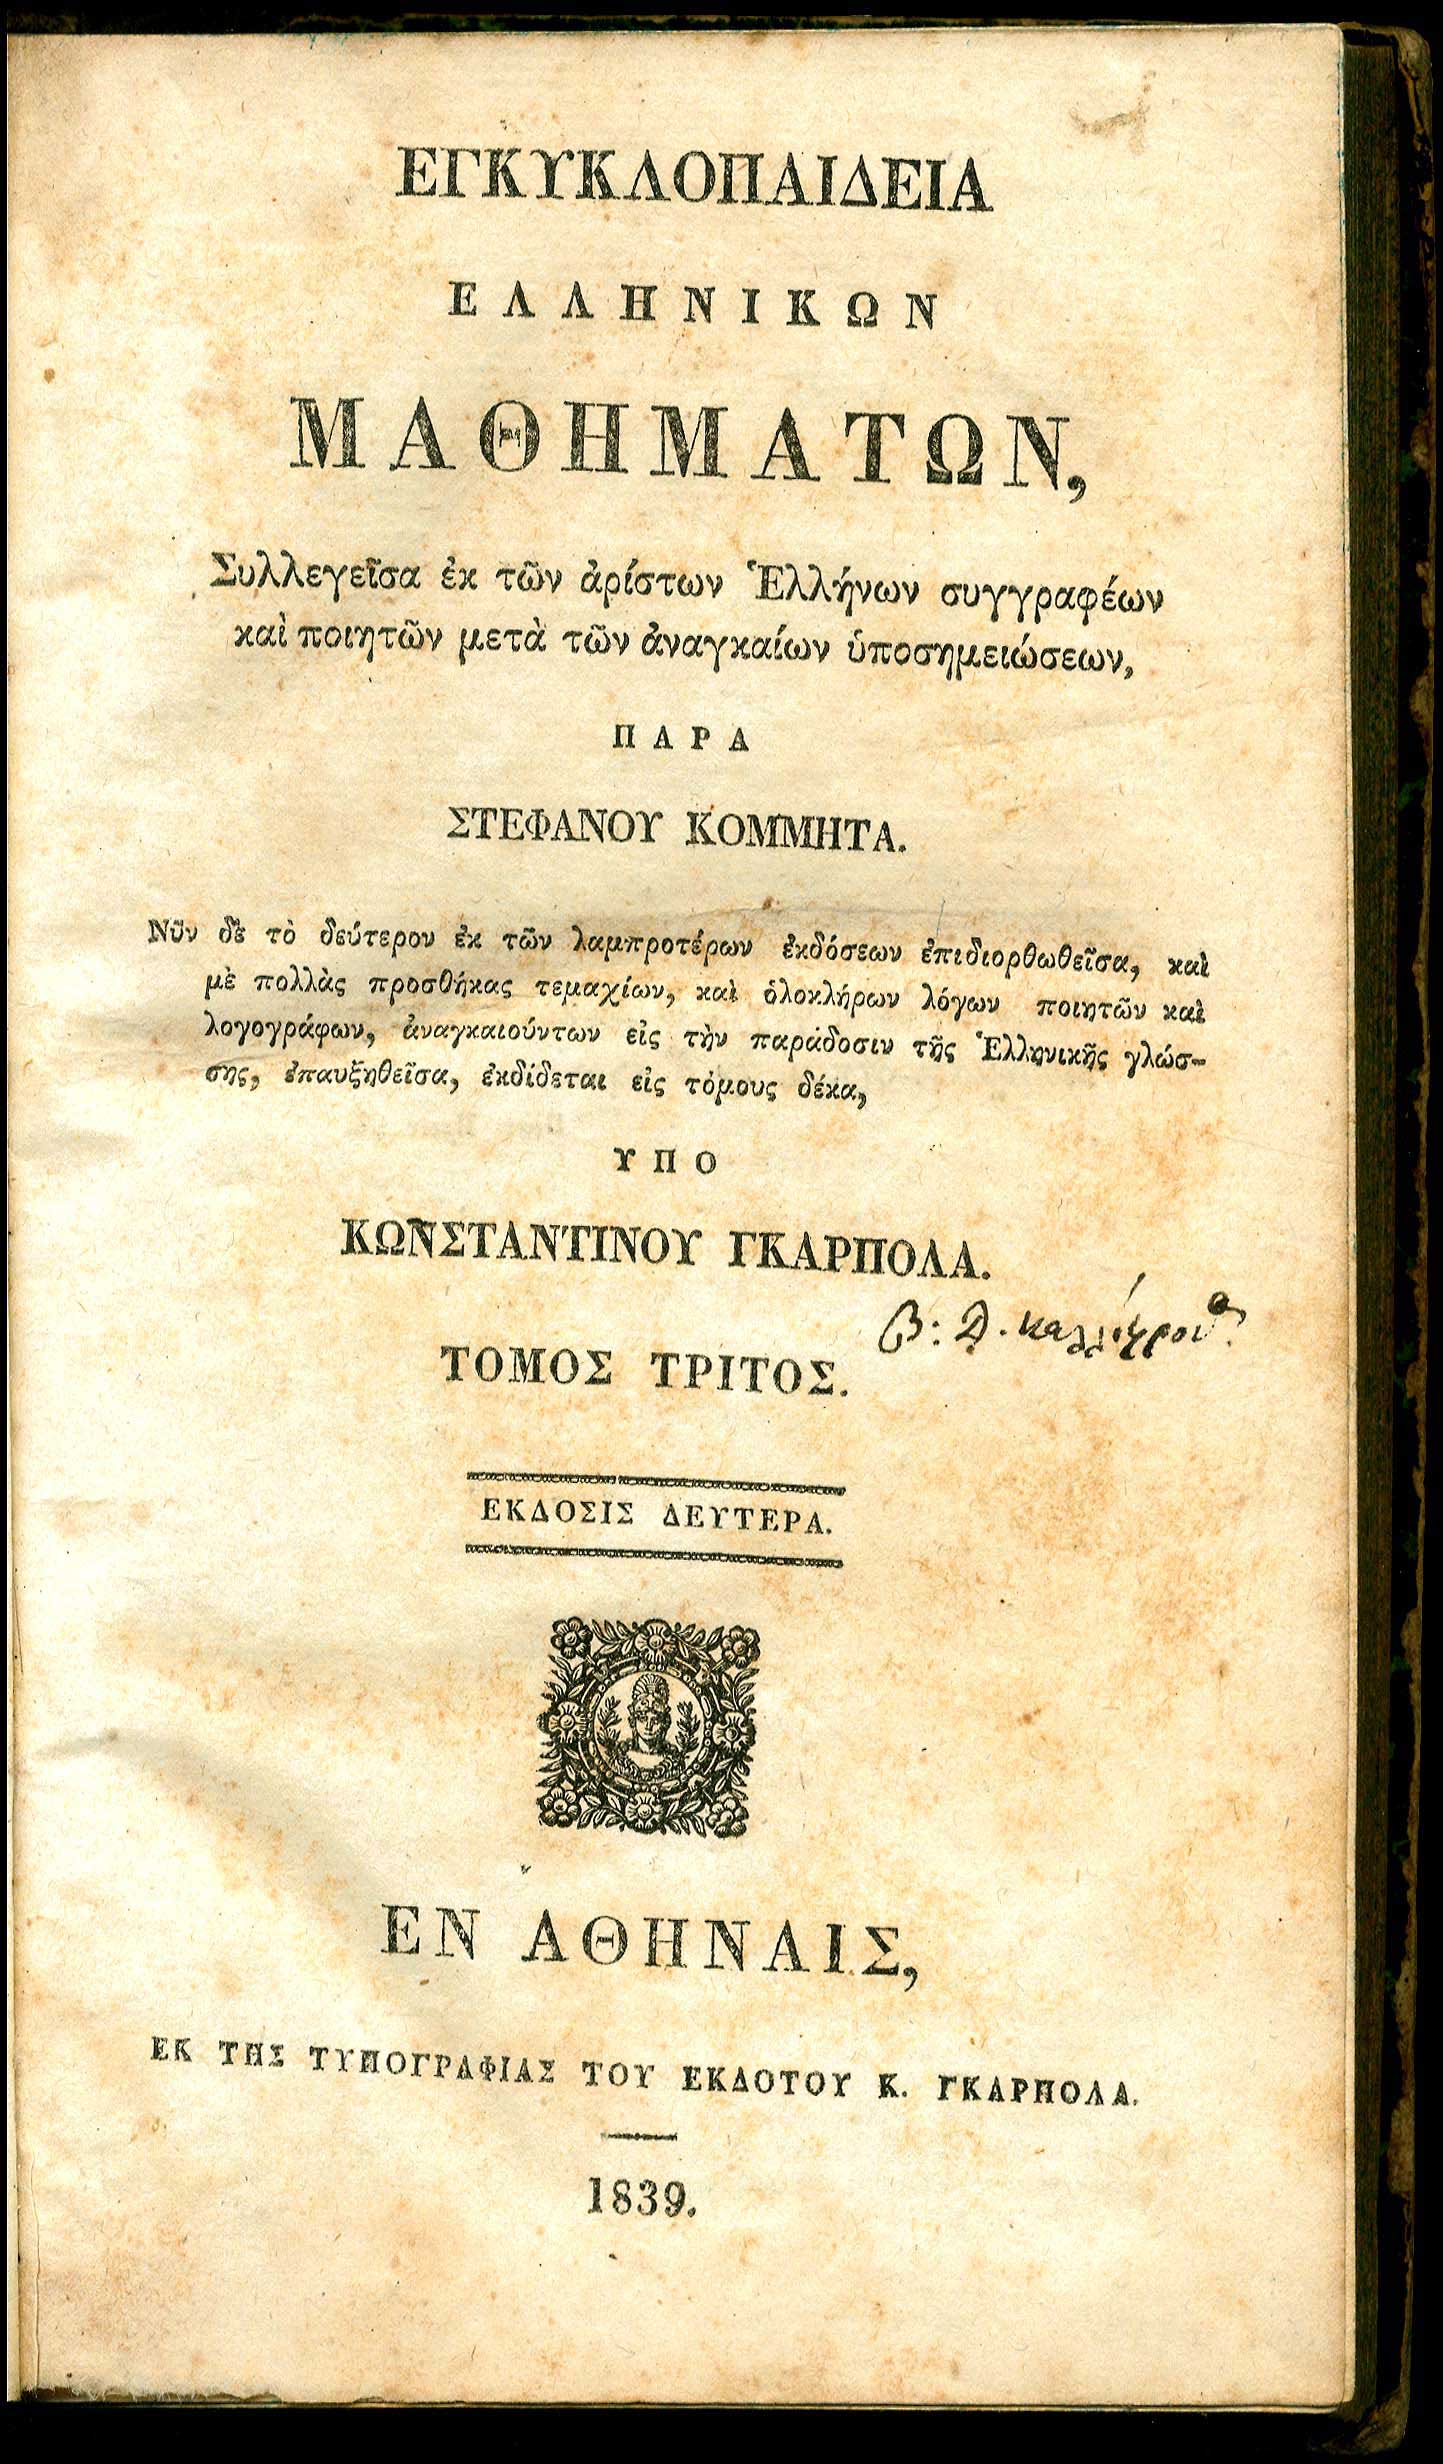 ΕΓΚΥΚΛΟΠΑΙΔΕΙΑ
ΕΛΛΗΝΙΚΩΝ
ΜΑΘΗΜΑΤΩΝ,
Συλλεγεῖσα ἐκ τῶν ἀρίστων Ἑλλήνων συγγραφέων
καὶ ποιητῶν μετὰ τῶν ἀναγκαίων ὑποσημειώσεων,
ΠΑΡΑ
ΣΤΕΦΑΝΟΥ ΚΟΜΜΗΤΑ.
Νῦν δὲ τὸ δεύτερον ἐκ τῶν λαμπροτέρων ἐκδόσεων ἐπιδιορθωθεῖσα, καὶ
μὲ πολλὰς προσθήκας τεμαχίων, καὶ ὁλοκλήρων λόγων ποιητῶν καὶ
λογογράφων, ἀναγκαιούντων εἰς τὴν παράδοσιν τῆς Ἑλληνικῆς γλώσ-
σης, ἐπαυξηθεῖσα, ἐκδίδεται εἰς τόμους δέκα,
ΥΠΟ
ΚΩΝΣΤΑΝΤΙΝΟΥ ΓΚΑΡΠΟΛΑ.
ΤΟΜΟΣ ΤΡΙΤΟΣ.
ΕΚΔΟΣΙΣ ΔΕΥΤΕΡΑ.
ΕΝ ΑΘΗΝΑΙΣ,
ΕΚ ΤΗΣ ΤΥΠΟΓΡΑΦΙΑΣ ΤΟΥ ΕΚΔΟΤΟΥ Κ. ΓΚΑΡΠΟΛΑ.
1839.